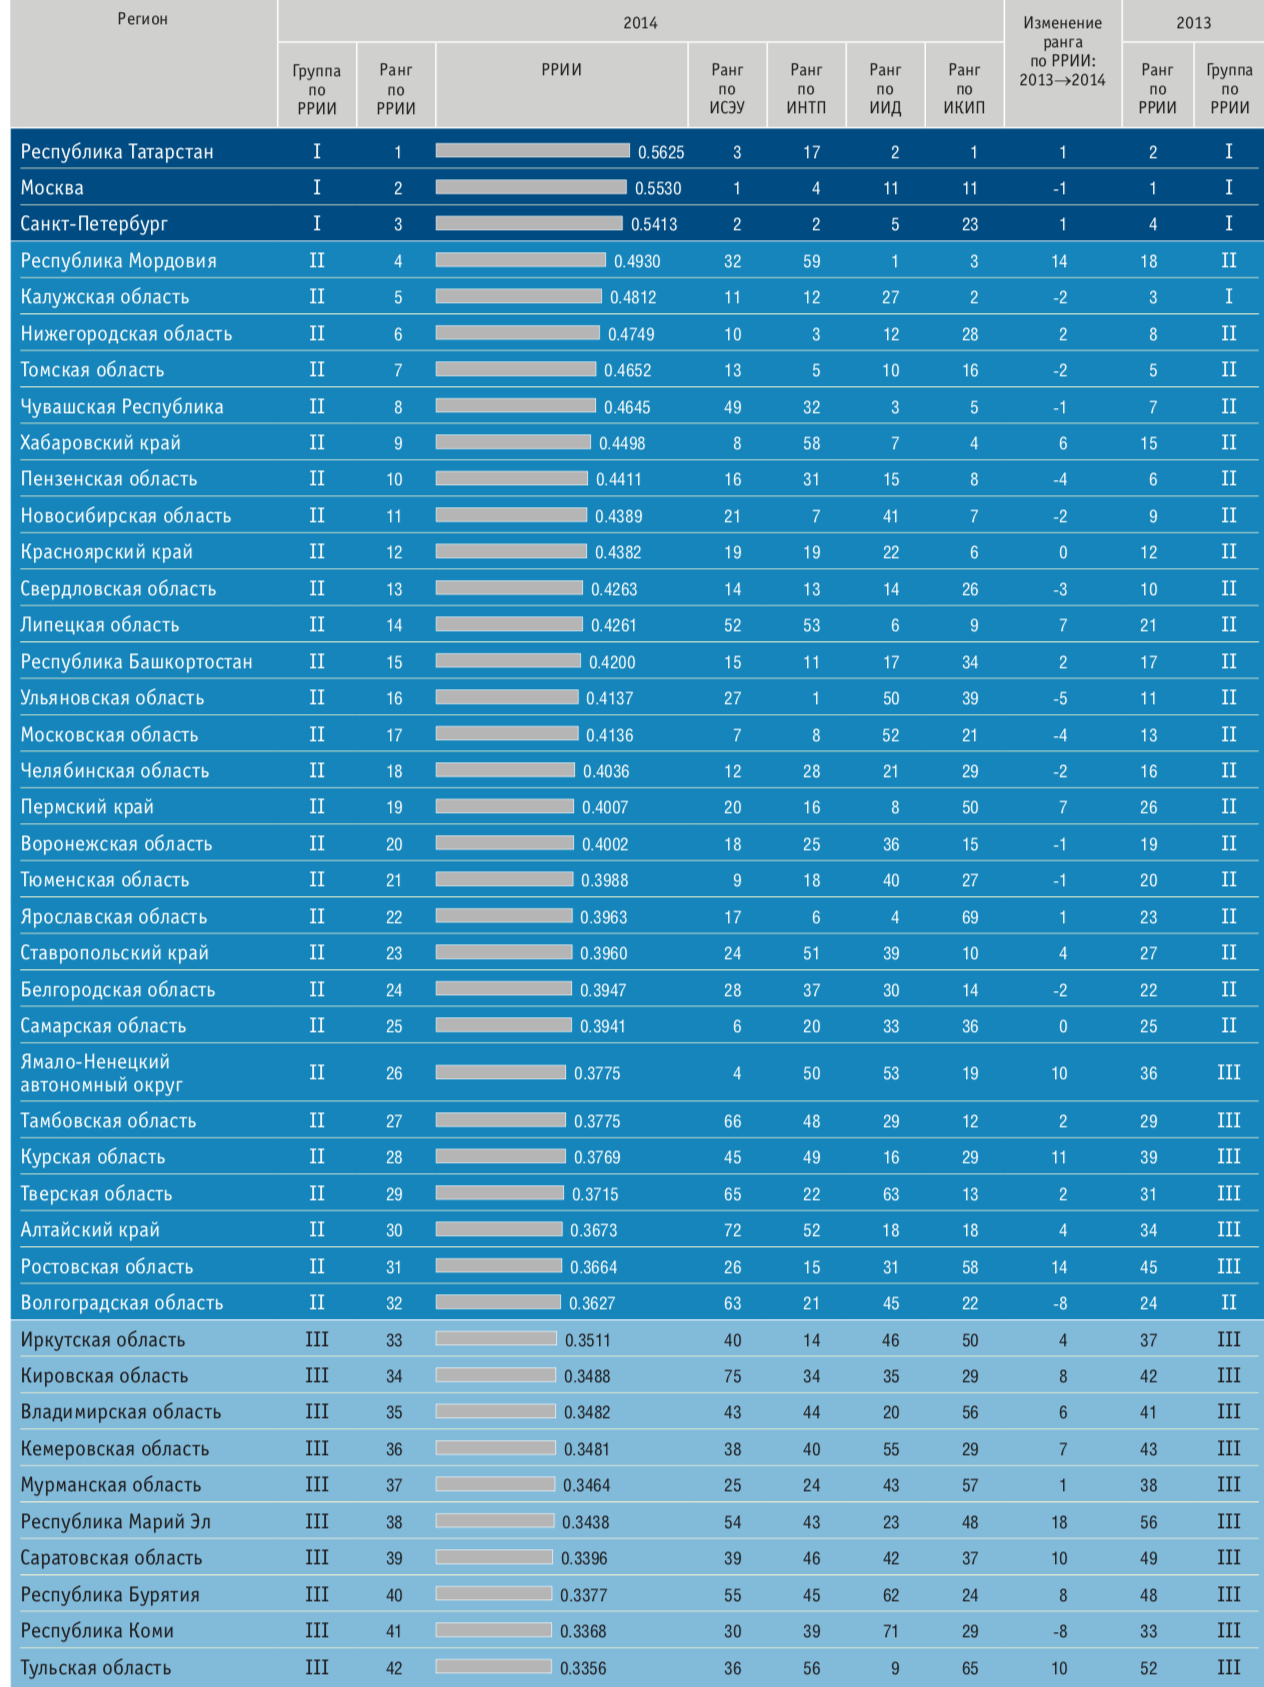 Регион
2014
Изменение ранга по РРИИ: 2013→2014
2013
Группа по РРИИ
Ранг по РРИИ
РРИИ
Ранг по ИСЭУ
Ранг по ИНТП
Ранг по ИИД
Ранг по ИКИП
Ранг по РРИИ
Группа по РРИИ
Республика Татарстан I 1 0.5625 3 17 2 1 1 2 I
Москва I 2 0.5530 1 4 11 11 -1 1 I
Санкт-Петербург I 3 0.5413 2 2 5 23 1 4 I
Республика Мордовия II 4 0.4930 32 59 1 3 14 18 II
Калужская область II 5 0.4812 11 12 27 2 -2 3 I
Нижегородская область II 6 0.4749 10 3 12 28 2 8 II
Томская область II 7 0.4652 13 5 10 16 -2 5 II
Чувашская Республика II 8 0.4645 49 32 3 5 -1 7 II
Хабаровский край II 9 0.4498 8 58 7 4 6 15 II
Пензенская область II 10 0.4411 16 31 15 8 -4 6 II
Новосибирская область II 11 0.4389 21 7 41 7 -2 9 II
Красноярский край II 12 0.4382 19 19 22 6 0 12 II
Свердловская область II 13 0.4263 14 13 14 26 -3 10 II
Липецкая область II 14 0.4261 52 53 6 9 7 21 II
Республика Башкортостан II 15 0.4200 15 11 17 34 2 17 II
Ульяновская область II 16 0.4137 27 1 50 39 -5 11 II
Московская область II 17 0.4136 7 8 52 21 -4 13 II
Челябинская область II 18 0.4036 12 28 21 29 -2 16 II
Пермский край II 19 0.4007 20 16 8 50 7 26 II
Воронежская область II 20 0.4002 18 25 36 15 -1 19 II
Тюменская область II 21 0.3988 9 18 40 27 -1 20 II
Ярославская область II 22 0.3963 17 6 4 69 1 23 II
Ставропольский край II 23 0.3960 24 51 39 10 4 27 II
Белгородская область II 24 0.3947 28 37 30 14 -2 22 II
Самарская область II 25 0.3941 6 20 33 36 0 25 II
Ямало-Ненецкий
автономный округ II 26 0.3775 4 50 53 19 10 36 III
Тамбовская область II 27 0.3775 66 48 29 12 2 29 III
Курская область II 28 0.3769 45 49 16 29 11 39 III
Тверская область II 29 0.3715 65 22 63 13 2 31 III
Алтайский край II 30 0.3673 72 52 18 18 4 34 III
Ростовская область II 31 0.3664 26 15 31 58 14 45 III
Волгоградская область II 32 0.3627 63 21 45 22 -8 24 II
Иркутская область III 33 0.3511 40 14 46 50 4 37 III
Кировская область III 34 0.3488 75 34 35 29 8 42 III
Владимирская область III 35 0.3482 43 44 20 56 6 41 III
Кемеровская область III 36 0.3481 38 40 55 29 7 43 III
Мурманская область III 37 0.3464 25 24 43 57 1 38 III
Республика Марий Эл III 38 0.3438 54 43 23 48 18 56 III
Саратовская область III 39 0.3396 39 46 42 37 10 49 III
Республика Бурятия III 40 0.3377 55 45 62 24 8 48 III
Республика Коми III 41 0.3368 30 39 71 29 -8 33 III
Тульская область III 42 0.3356 36 56 9 65 10 52 III